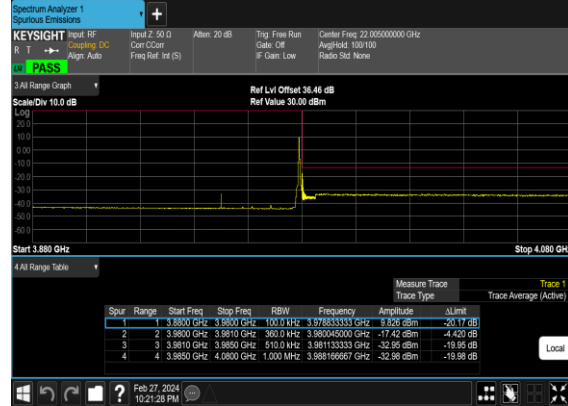 Spectrum Analyzer 1
Spurious Emissions
+
KEYSIGHT Input: RF Input Z: 50 Ω Atten: 20 dB Trig: Free Run Center Freq: 22.005000000 GHz
R T Coupling: DC Corr CCorr Gate: Off Avg|Hold: 100/100
Align: Auto Freq Ref: Int (S) IF Gain: Low Radio Std: None
PASS
3 All Range Graph
Ref Lvl Offset 36.46 dB
Scale/Div 10.0 dB Ref Value 30.00 dBm
Log
20.0
10.0
0.00
-10.0
-20.0
-30.0
-40.0
-50.0
-60.0
Start 3.880 GHz Stop 4.080 GH
4 All Range Table
Measure Trace Trace 1
Trace Type Trace Average (Active)
Spur Range Start Freq Stop Freq RBW Frequency Amplitude ΔLimit
1 1 3.8800 GHz 3.9800 GHz 100.0 kHz 3.978833333 GHz 9.826 dBm -20.17 dB
2 2 3.9800 GHz 3.9810 GHz 360.0 kHz 3.980045000 GHz -17.42 dBm -4.420 dB
3 3 3.9810 GHz 3.9850 GHz 510.0 kHz 3.981133333 GHz -32.95 dBm -19.95 dB
4 4 3.9850 GHz 4.0800 GHz 1.000 MHz 3.988166667 GHz -32.98 dBm -19.98 dB
Local
?
Feb 27, 2024
10:21:28 PM